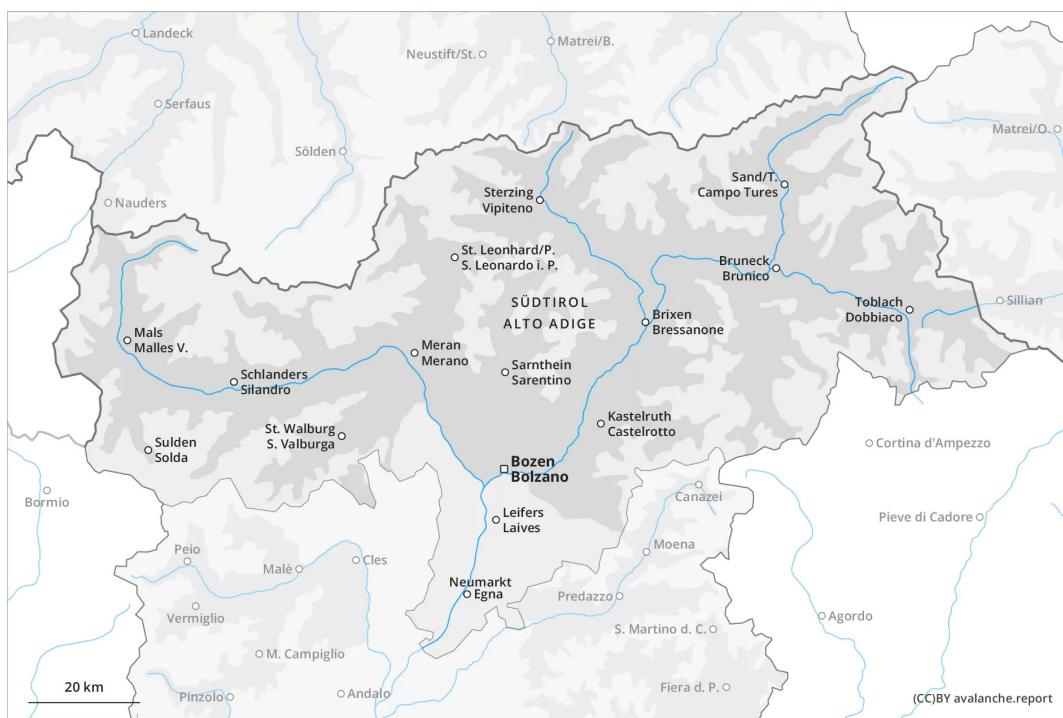 Landeck
Neustift/St.
Matrei/B.
Serfaus
Matrei/O.
Sölden
Sand/T.
Campo Tures
Sterzing
Vipiteno
Nauders
St. Leonhard/P.
S. Leonardo i. P.
Bruneck
Brunico
SÜDTIROL
ALTO ADIGE
Toblach
Dobbiaco
Sillian
Brixen
Bressanone
Mals
Malles V.
Meran
Merano
Sarnthein
Sarentino
Schlanders
Silandro
Kastelruth
Castelrotto
St. Walburg
S. Valburga
Sulden
Solda
Cortina d'Ampezzo
Bozen
Bolzano
Bormio
Canazei
Leifers
Laives
Pieve di Cadore
Peio
Malè
Cles
Moena
Neumarkt
Egna
Predazzo
Vermiglio
Agordo
S. Martino d. C.
M. Campiglio
20 km
Pinzolo
Andalo
Fiera d. P.
(CC)BY avalanche.report